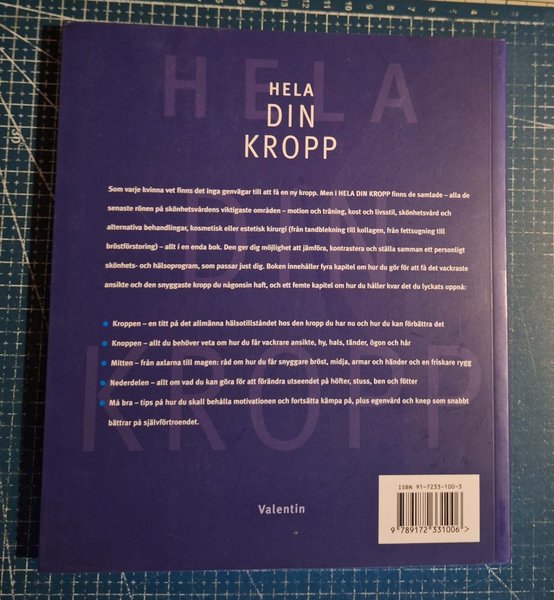 HELA
HELA
DIN
KROPP
Som varje kvinna vet finns det inga genvägar till att få en ny kropp. Men i HELA DIN KROPP finns de samlade – alla de
senaste rönen på skönhetsvårdens viktigaste områden – motion och träning, kost och livsstil, skönhetsvård och
alternativa behandlingar, kosmetisk eller estetisk kirurgi (från tandblekning till kollagen, från fettsugning till
bröstförstoring) – allt i en enda bok. Den ger dig möjlighet att jämföra, kontrastera och ställa samman ett personligt
skönhets- och hälsoprogram, som passar just dig. Boken innehåller fyra kapitel om hur du gör för att få det vackraste
ansikte och den snyggaste kropp du någonsin haft, och ett femte kapitel om hur du håller kvar det du lyckats uppnå:
DIN
Kroppen – en titt på det allmänna hälsotillståndet hos den kropp du har nu och hur du kan förbättra det
Knoppen – allt du behöver veta om hur du får vackrare ansikte, hy, hals, tänder, ögon och hår
Mitten – från axlarna till magen: råd om hur du får snyggare bröst, midja, armar och händer och en friskare rygg
Nederdelen – allt om vad du kan göra för att förändra utseendet på höfter, stuss, ben och fötter
Må bra – tips på hur du skall behålla motivationen och fortsätta kämpa på, plus egenvård och knep som snabbt
bättrar på självförtroendet.
KROPP
ISBN 91-7233-100-3
9 789172 331006 >
Valentin